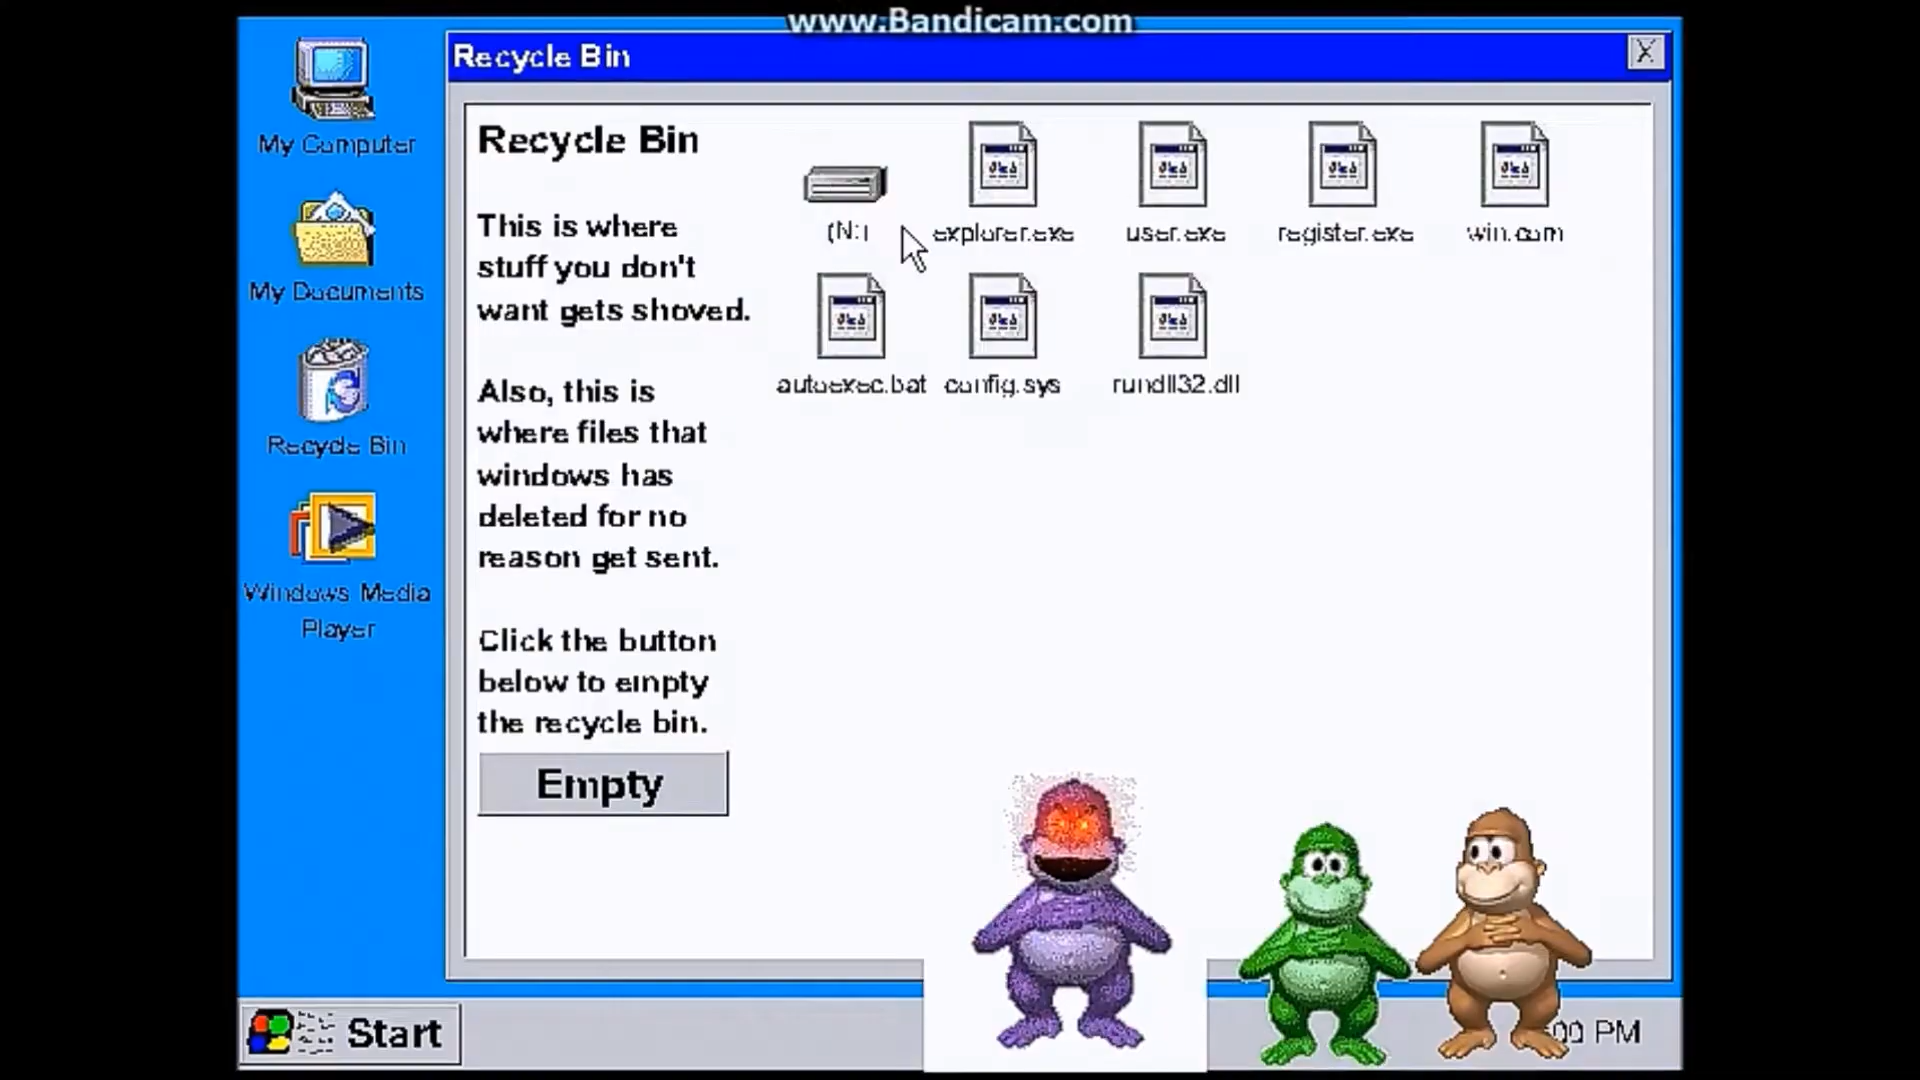 www.Bandicam.com
Recycle Bin
X
My Computer
My Documents
Recycle Bin
Windows Media
Player
Recycle Bin
This is where
stuff you don't
want gets shoved.
Also, this is
where files that
windows has
deleted for no
reason get sent.
Click the button
below to empty
the recycle bin.
Empty
(N:)
explorer.exe
user.exe
register.exe
win.com
autoexec.bat
config.sys
rundll32.dll
Start
00 PM